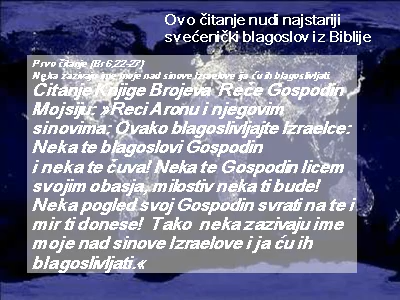 Ovo čitanje nudi najstariji
svećenički blagoslov iz Biblije
Prvo čitanje [Br 6,22-27]
Neka zazivaju ime moje nad sinove Izraelove i ja ću ih blagoslivljati.
Čitanje Knjige Brojeva Reče Gospodin
Mojsiju: »Reci Aronu i njegovim
sinovima: Ovako blagoslivljajte Izraelce:
Neka te blagoslovi Gospodin
i neka te čuva! Neka te Gospodin licem
svojim obasja, milostiv neka ti bude!
Neka pogled svoj Gospodin svrati na te i
mir ti donese! Tako neka zazivaju ime
moje nad sinove Izraelove i ja ću ih
blagoslivljati.«